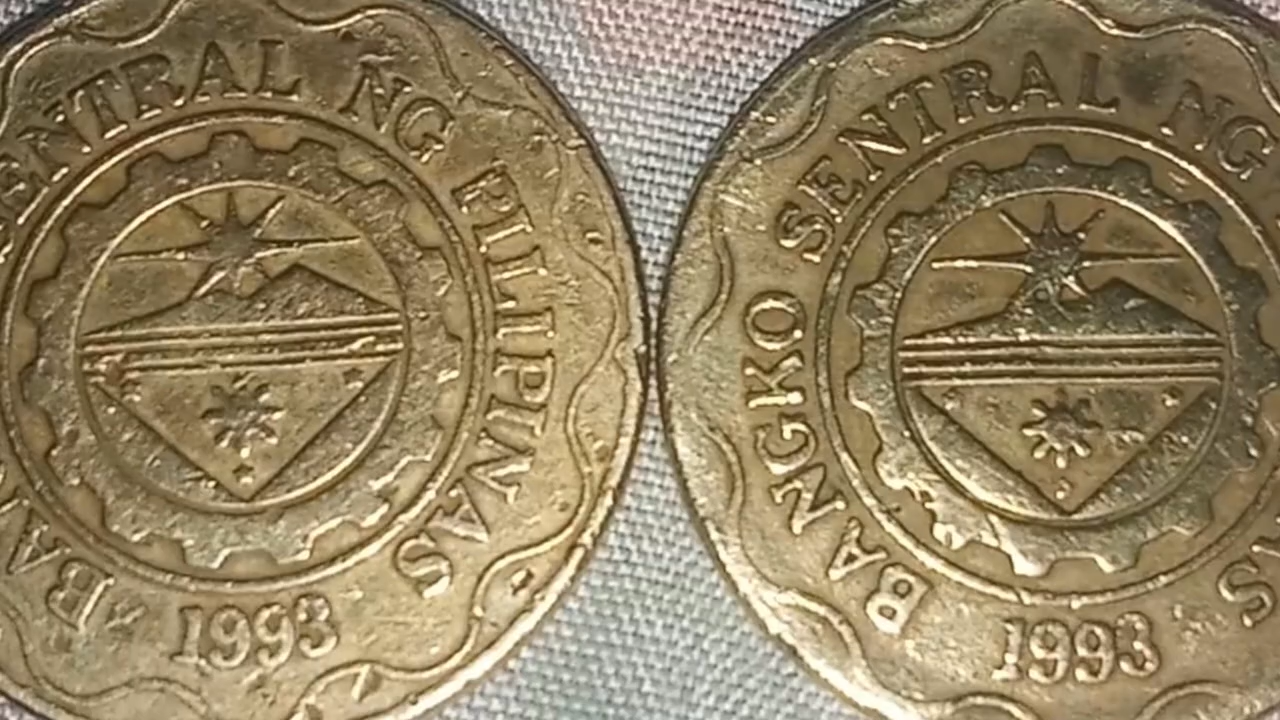 BANGKO SENTRAL NG PILIPINAS
1993
BANGKO SENTRAL NG
1993